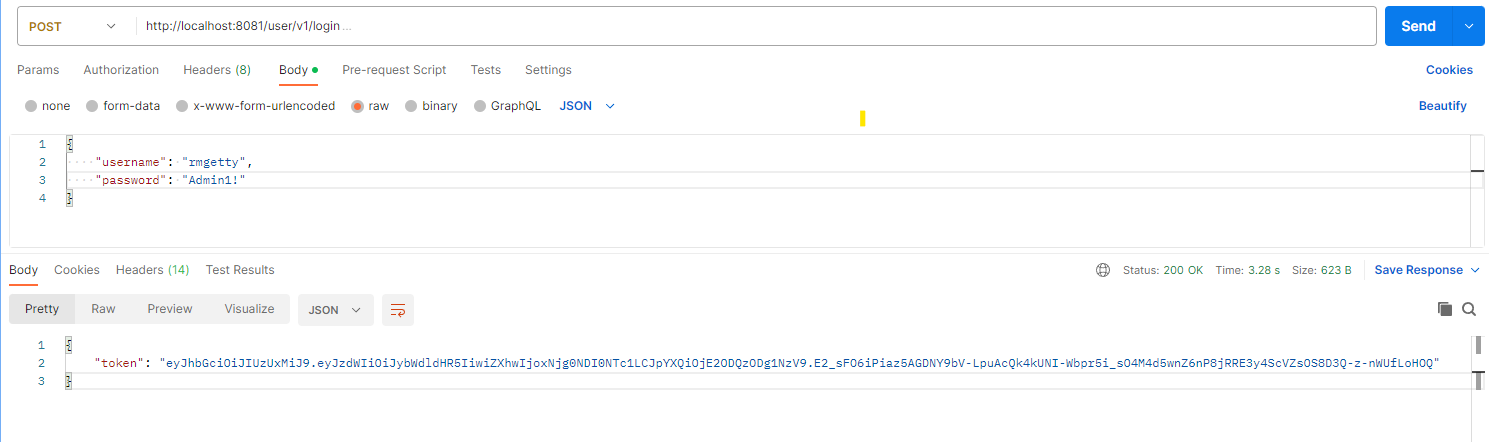 POST http://localhost:8081/user/v1/login... Send
Params Authorization Headers (8) Body Pre-request Script Tests Settings Cookies
none form-data x-www-form-urlencoded raw binary GraphQL JSON Beautify
1 {
2 ····"username":·"rmgetty",
3 ····"password":·"Admin1!"
4 }
Body Cookies Headers (14) Test Results Status: 200 OK Time: 3.28 s Size: 623 B Save Response
Pretty Raw Preview Visualize JSON
1 {
2 "token": "eyJhbGciOiJIUzUxMiJ9.eyJzdWIiOiJybWdldHR5IiwiZXhwIjoxNjg0NDI0NTc1LCJpYXQiOjE2ODQzODg1NzV9.E2_sFO6iPiaz5AGDNY9bV-LpuAcQk4kUNI-Wbpr5i_sO4M4d5wnZ6nP8jRRE3y4ScVZsOS8D3Q-z-nWUfLoHOQ"
3 }